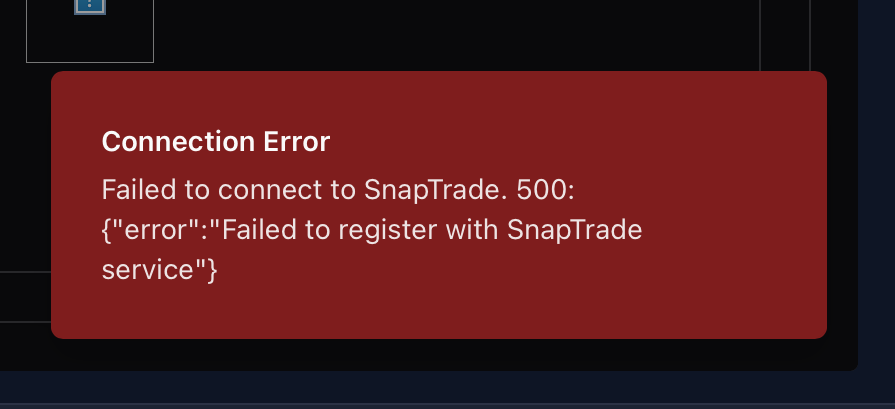 Connection Error
Failed to connect to SnapTrade. 500:
{"error":"Failed to register with SnapTrade
service"}